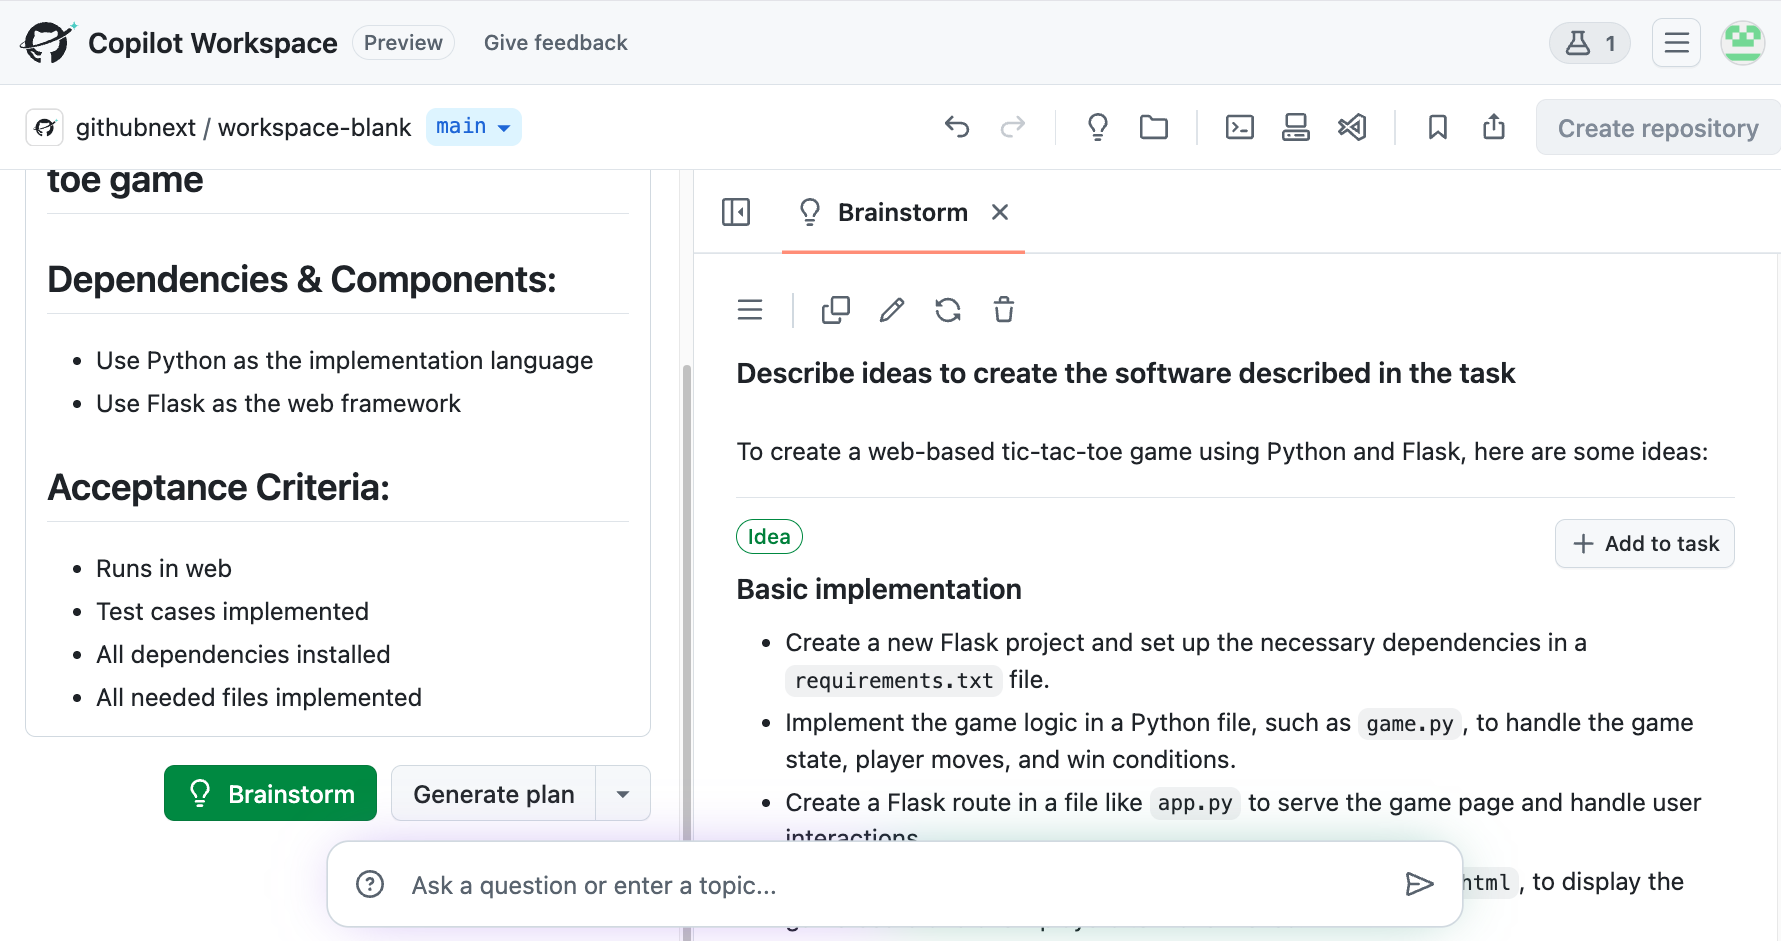 Copilot Workspace Preview Give feedback 1
githubnext / workspace-blank main Create repository
toe game
Dependencies & Components:
• Use Python as the implementation language
• Use Flask as the web framework
Acceptance Criteria:
• Runs in web
• Test cases implemented
• All dependencies installed
• All needed files implemented
Brainstorm Generate plan
Brainstorm
Describe ideas to create the software described in the task
To create a web-based tic-tac-toe game using Python and Flask, here are some ideas:
Idea
Add to task
Basic implementation
• Create a new Flask project and set up the necessary dependencies in a
requirements.txt file.
• Implement the game logic in a Python file, such as game.py, to handle the game
state, player moves, and win conditions.
• Create a Flask route in a file like app.py to serve the game page and handle user
interactions.
html, to display the
Ask a question or enter a topic...